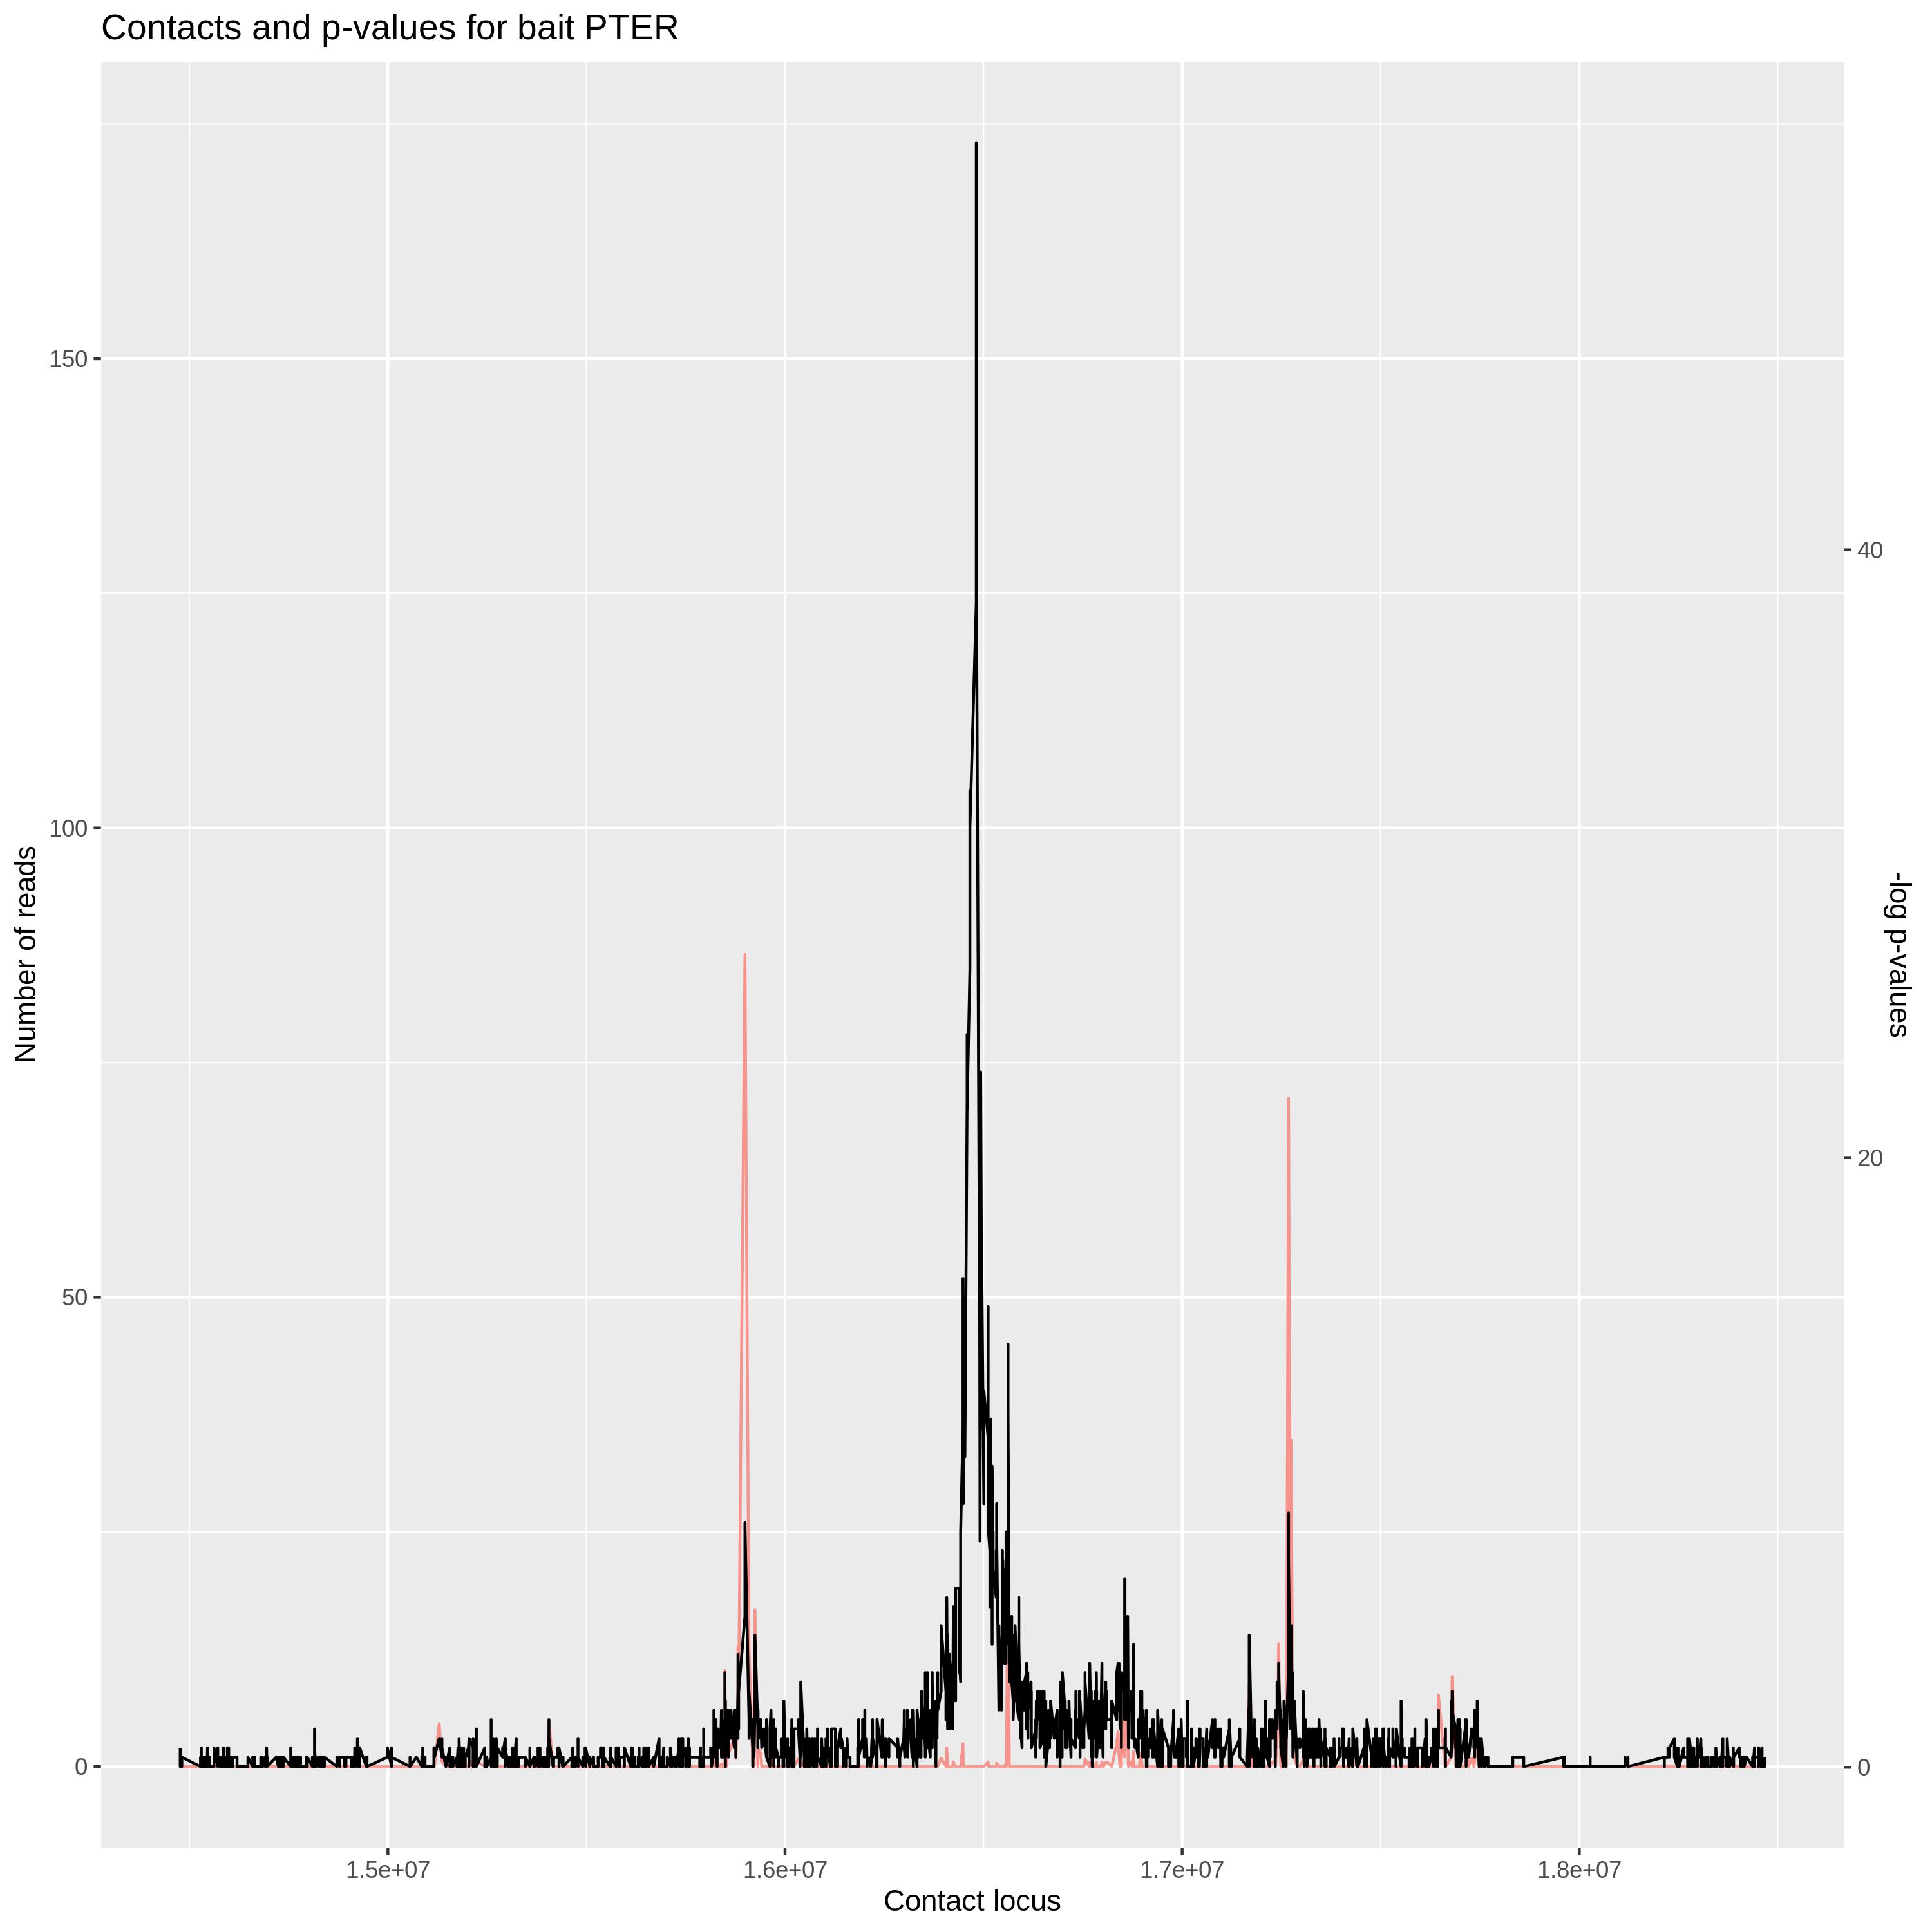 Contacts and p-values for bait PTER
150
100
50
0
Number of reads
40
20
0
-log p-values
1.5e+07
1.6e+07
1.7e+07
1.8e+07
Contact locus